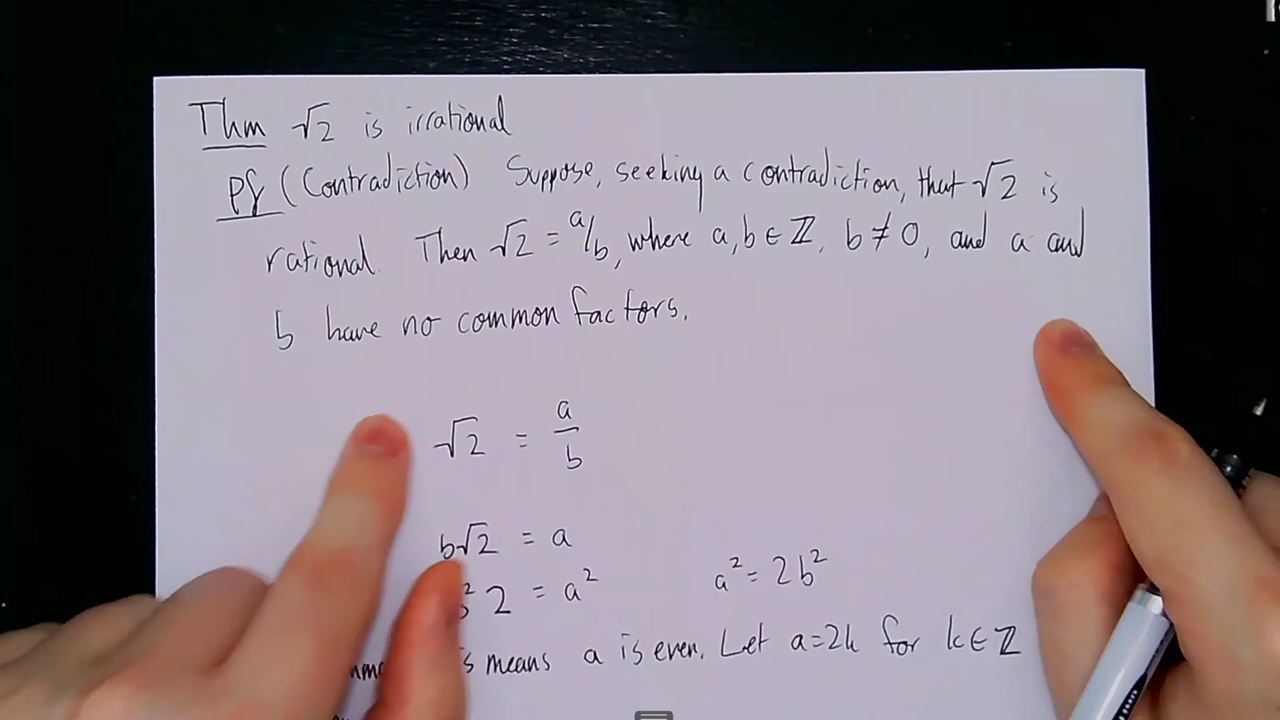 Thm √2 is irrational
Pf (Contradiction) Suppose, seeking a contradiction, that √2 is
rational. Then √2 = a/b, where a, b ∈ ℤ, b ≠ 0, and a and
b have no common factors.
√2 = a/b
b√2 = a
² 2 = a²
a² = 2b²
means a is even. Let a=2k for k ∈ ℤ